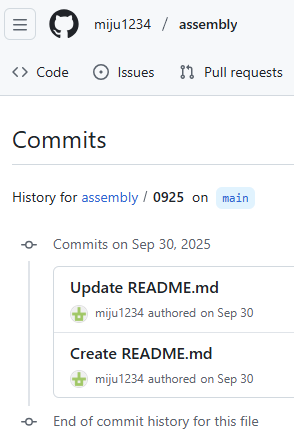 miju1234 / assembly
Code Issues Pull requests
Commits
History for assembly / 0925 on main
Commits on Sep 30, 2025
Update README.md
miju1234 authored on Sep 30
Create README.md
miju1234 authored on Sep 30
End of commit history for this file